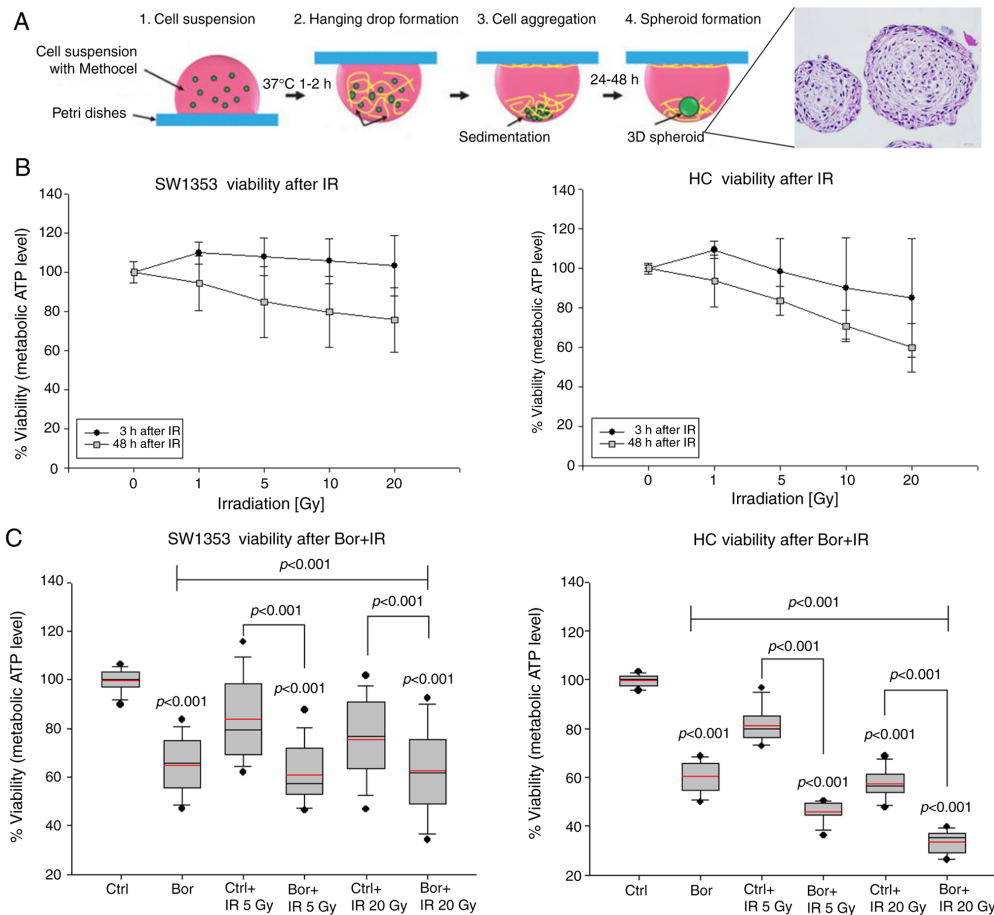 A
1. Cell suspension
2. Hanging drop formation
3. Cell aggregation
4. Spheroid formation
Cell suspension
with Methocel
Petri dishes
37°C 1-2 h
Sedimentation
24-48 h
3D spheroid
B
SW1353 viability after IR
% Viability (metabolic ATP level)
140
120
100
80
60
40
20
0
3 h after IR
48 h after IR
0 1 5 10 20
Irradiation [Gy]
HC viability after IR
% Viability (metabolic ATP level)
140
120
100
80
60
40
20
0
3 h after IR
48 h after IR
0 1 5 10 20
Irradiation [Gy]
C
SW1353 viability after Bor+IR
% Viability (metabolic ATP level)
140
120
100
80
60
40
20
p<0.001
p<0.001
p<0.001
p<0.001
p<0.001
p<0.001
Ctrl
Bor
Ctrl+
IR 5 Gy
Bor+
IR 5 Gy
Ctrl+
IR 20 Gy
Bor+
IR 20 Gy
HC viability after Bor+IR
% Viability (metabolic ATP level)
140
120
100
80
60
40
20
p<0.001
p<0.001
p<0.001
p<0.001
p<0.001
p<0.001
p<0.001
Ctrl
Bor
Ctrl+
IR 5 Gy
Bor+
IR 5 Gy
Ctrl+
IR 20 Gy
Bor+
IR 20 Gy